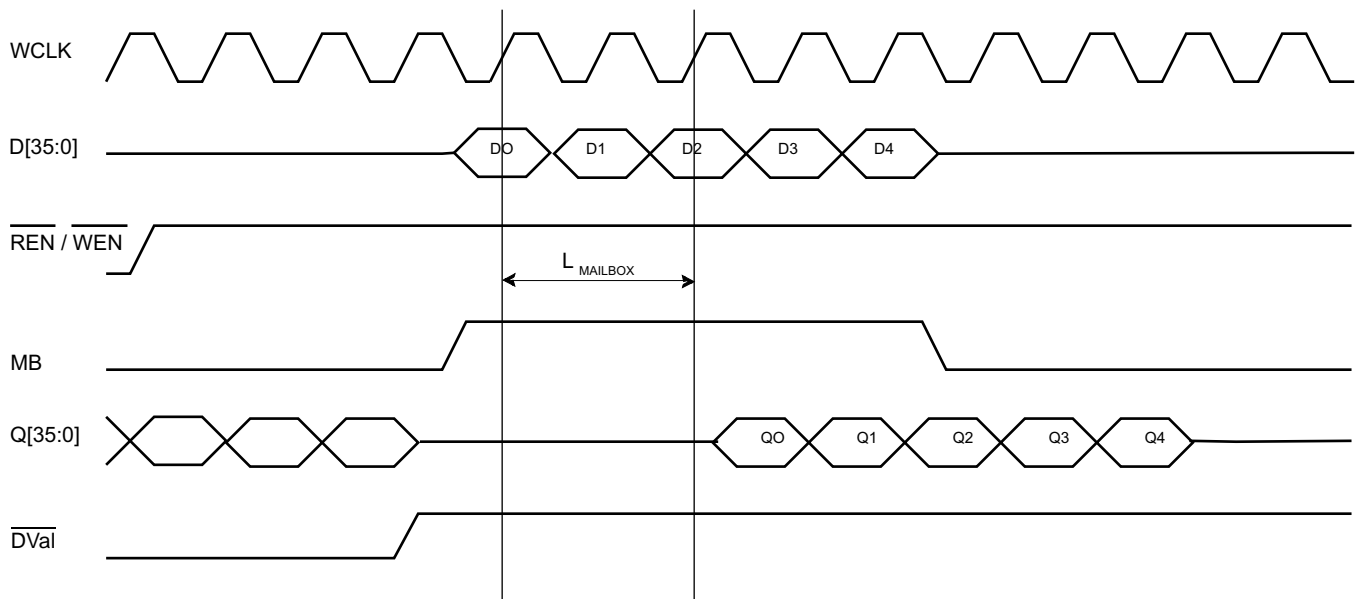 WCLK
D[35:0]
DO D1 D2 D3 D4
REN / WEN
L MAILBOX
MB
Q[35:0]
QO Q1 Q2 Q3 Q4
DVal